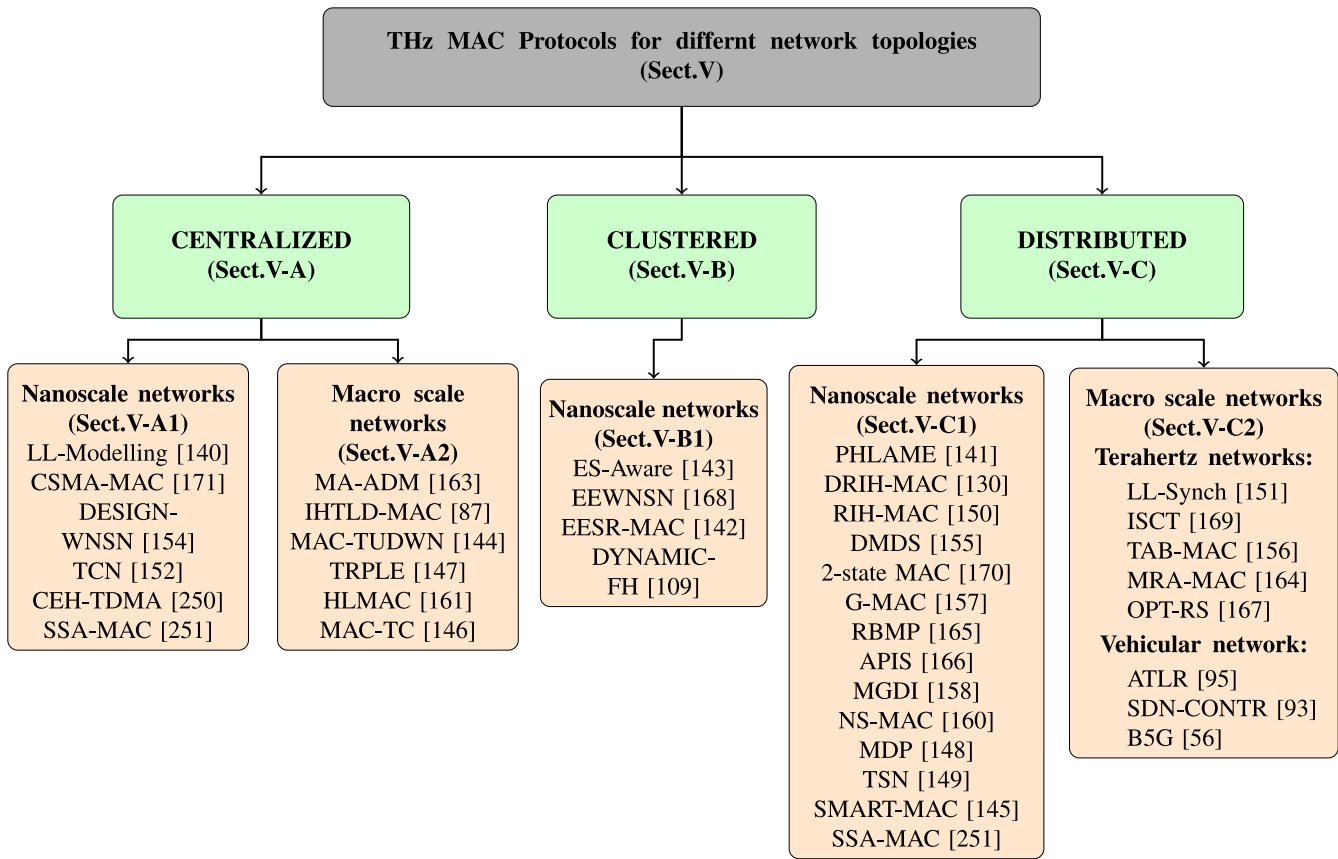 THz MAC Protocols for differnt network topologies
(Sect.V)
CENTRALIZED
(Sect.V-A)
CLUSTERED
(Sect.V-B)
DISTRIBUTED
(Sect.V-C)
Nanoscale networks
(Sect.V-A1)
LL-Modelling [140]
CSMA-MAC [171]
DESIGN-
WNSN [154]
TCN [152]
CEH-TDMA [250]
SSA-MAC [251]
Macro scale
networks
(Sect.V-A2)
MA-ADM [163]
IHTLD-MAC [87]
MAC-TUDWN [144]
TRPLE [147]
HLMAC [161]
MAC-TC [146]
Nanoscale networks
(Sect.V-B1)
ES-Aware [143]
EEWNSN [168]
EESR-MAC [142]
DYNAMIC-
FH [109]
Nanoscale networks
(Sect.V-C1)
PHLAME [141]
DRIH-MAC [130]
RIH-MAC [150]
DMDS [155]
2-state MAC [170]
G-MAC [157]
RBMP [165]
APIS [166]
MGDI [158]
NS-MAC [160]
MDP [148]
TSN [149]
SMART-MAC [145]
SSA-MAC [251]
Macro scale networks
(Sect.V-C2)
Terahertz networks:
LL-Synch [151]
ISCT [169]
TAB-MAC [156]
MRA-MAC [164]
OPT-RS [167]
Vehicular network:
ATLR [95]
SDN-CONTR [93]
B5G [56]